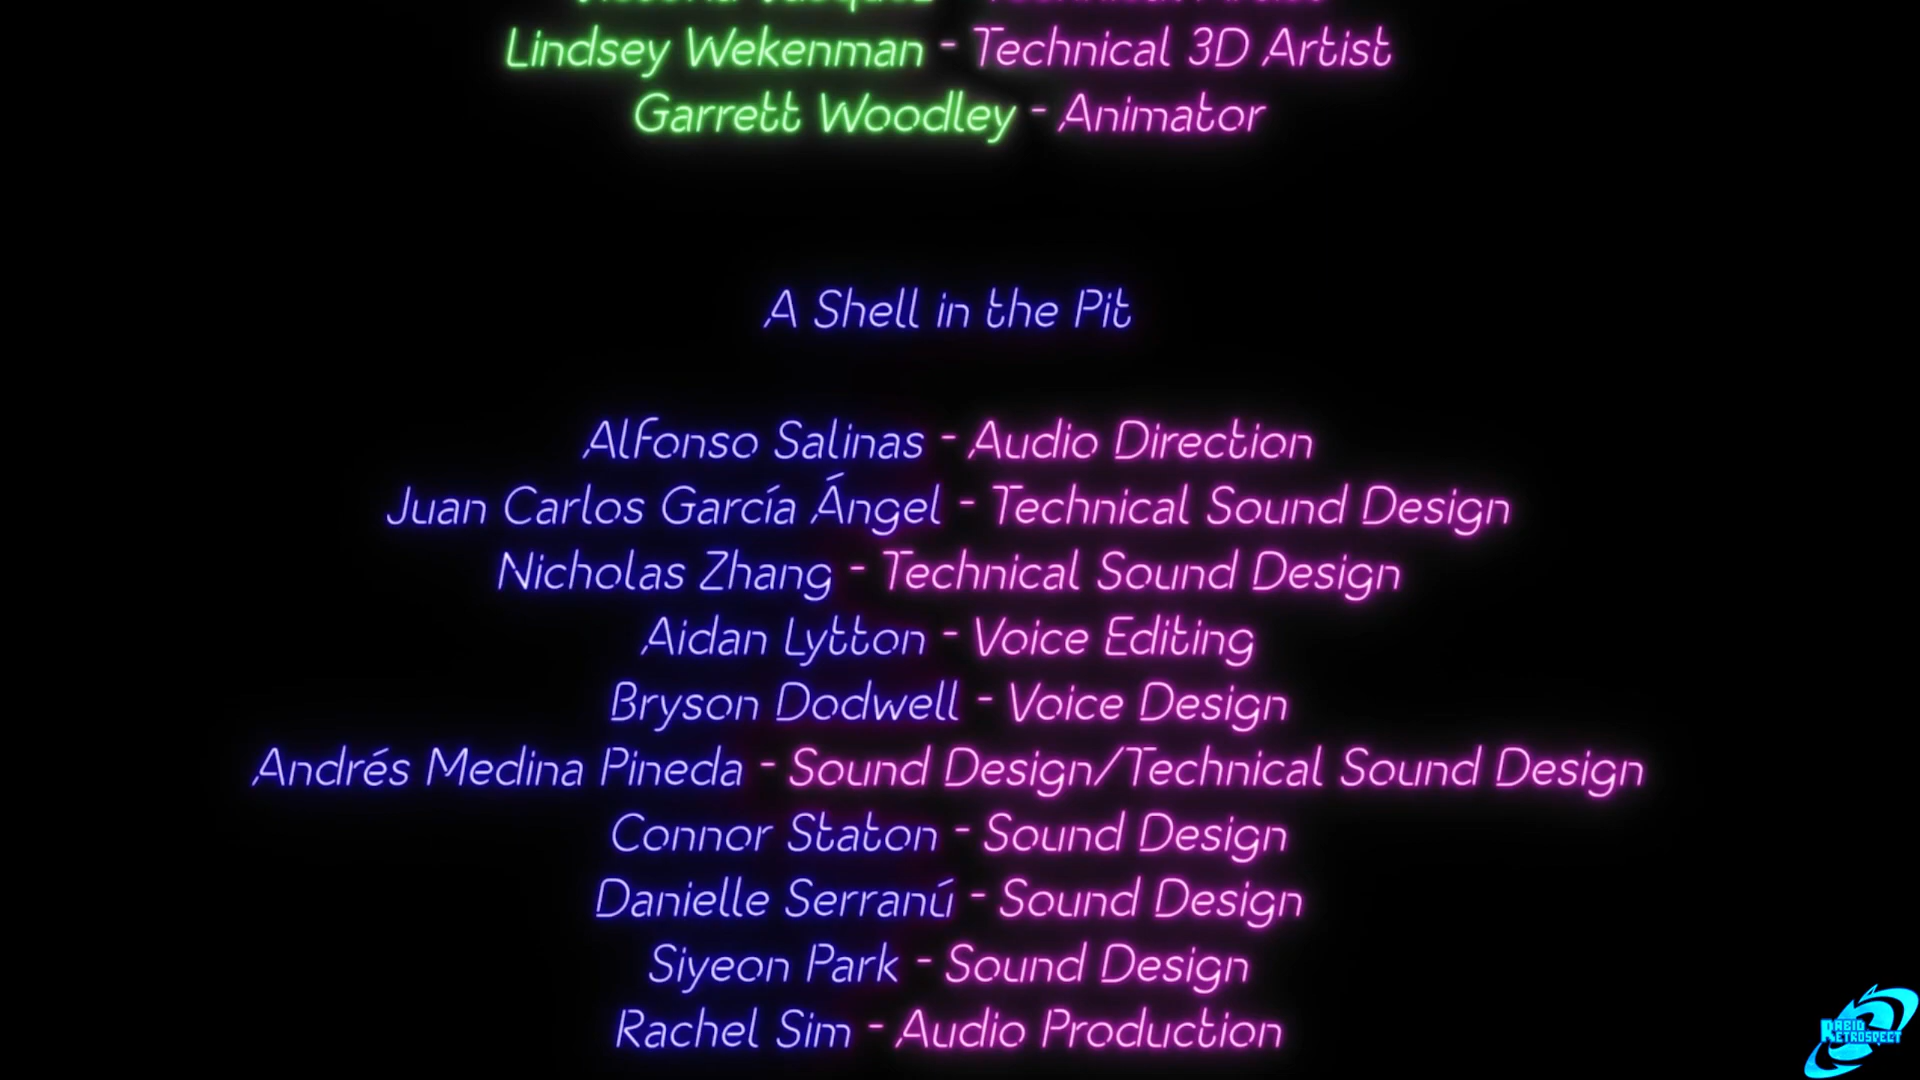 Technical Artist
Lindsey Wekenman - Technical 3D Artist
Garrett Woodley - Animator
A Shell in the Pit
Alfonso Salinas - Audio Direction
Juan Carlos García Ángel - Technical Sound Design
Nicholas Zhang - Technical Sound Design
Aidan Lytton - Voice Editing
Bryson Dodwell - Voice Design
Andrés Medina Pineda - Sound Design/Technical Sound Design
Connor Staton - Sound Design
Danielle Serranú - Sound Design
Siyeon Park - Sound Design
Rachel Sim - Audio Production
RETROSPECT